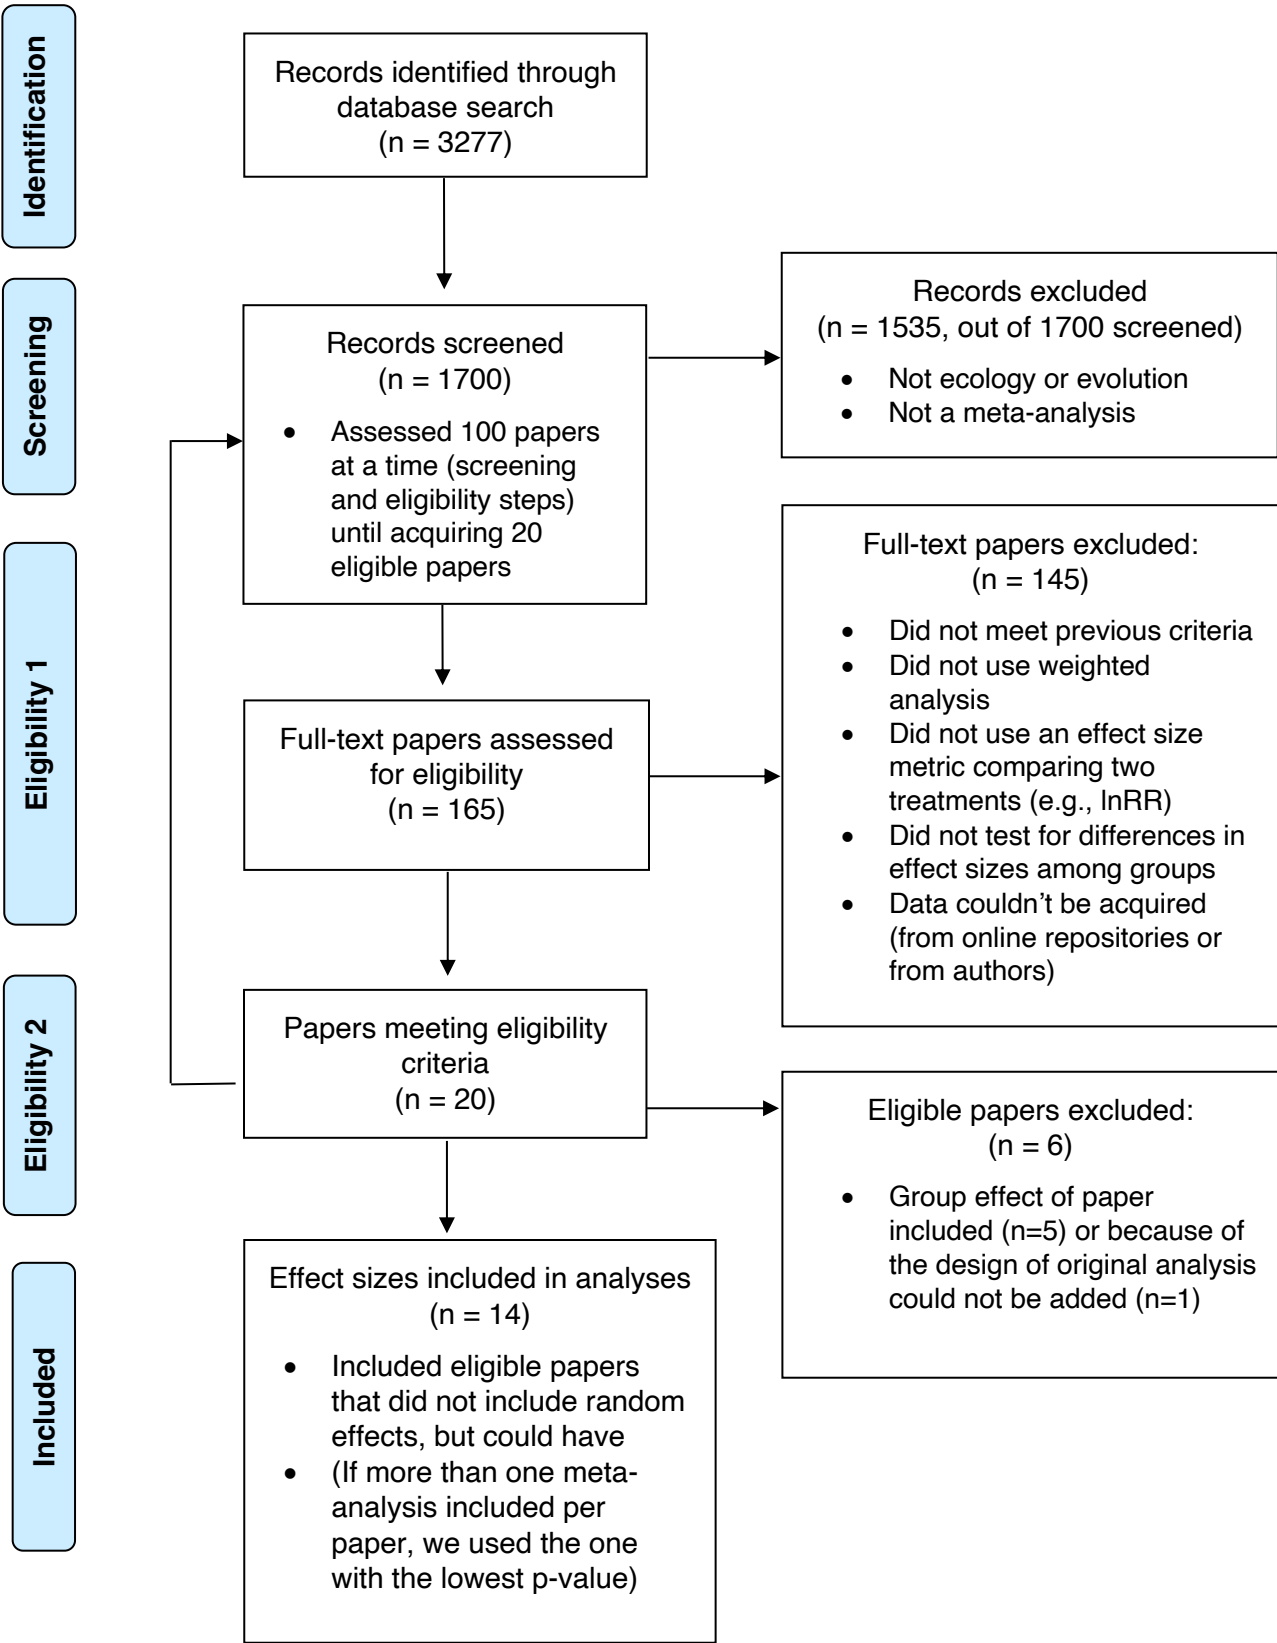 Identification
Records identified through
database search
(n = 3277)
Screening
Records screened
(n = 1700)
• Assessed 100 papers
at a time (screening
and eligibility steps)
until acquiring 20
eligible papers
Records excluded
(n = 1535, out of 1700 screened)
• Not ecology or evolution
• Not a meta-analysis
Eligibility 1
Full-text papers assessed
for eligibility
(n = 165)
Full-text papers excluded:
(n = 145)
• Did not meet previous criteria
• Did not use weighted
analysis
• Did not use an effect size
metric comparing two
treatments (e.g., lnRR)
• Did not test for differences in
effect sizes among groups
• Data couldn’t be acquired
(from online repositories or
from authors)
Eligibility 2
Papers meeting eligibility
criteria
(n = 20)
Eligible papers excluded:
(n = 6)
• Group effect of paper
included (n=5) or because of
the design of original analysis
could not be added (n=1)
Included
Effect sizes included in analyses
(n = 14)
• Included eligible papers
that did not include random
effects, but could have
• (If more than one meta-
analysis included per
paper, we used the one
with the lowest p-value)